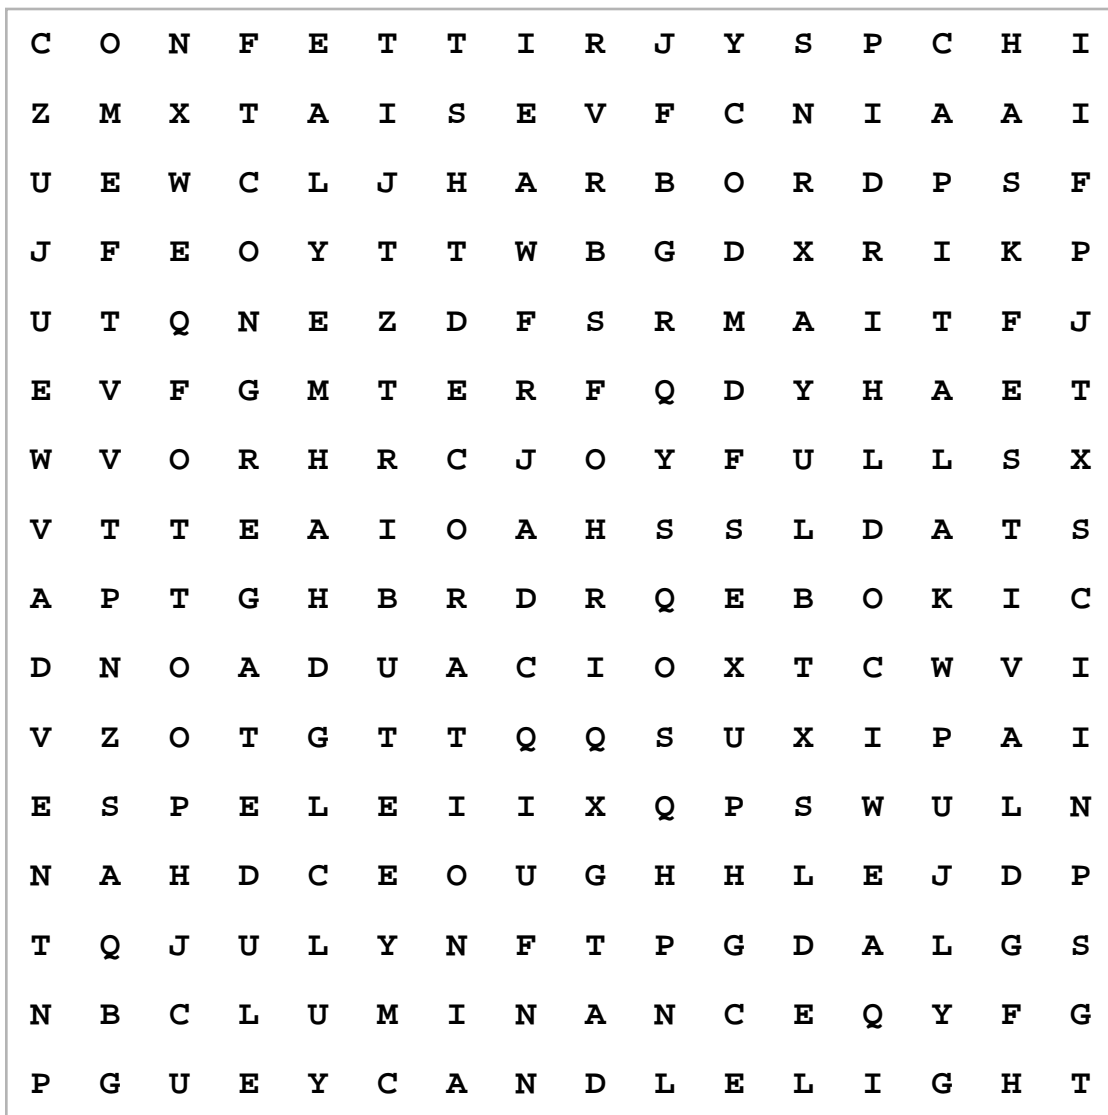 C O N F E T T I R J Y S P C H I
Z M X T A I S E V F C N I A A I
U E W C L J H A R B O R D P S F
J F E O Y T T W B G D X R I K P
U T Q N E Z D F S R M A I T F J
E V F G M T E R F Q D Y H A E T
W V O R H R C J O Y F U L L S X
V T T E A I O A H S S L D A T S
A P T G H B R D R Q E B O K I C
D N O A D U A C I O X T C W V I
V Z O T G T T Q Q S U X I P A I
E S P E L E I I X Q P S W U L N
N A H D C E O U G H H L E J D P
T Q J U L Y N F T P G D A L G S
N B C L U M I N A N C E Q Y F G
P G U E Y C A N D L E L I G H T